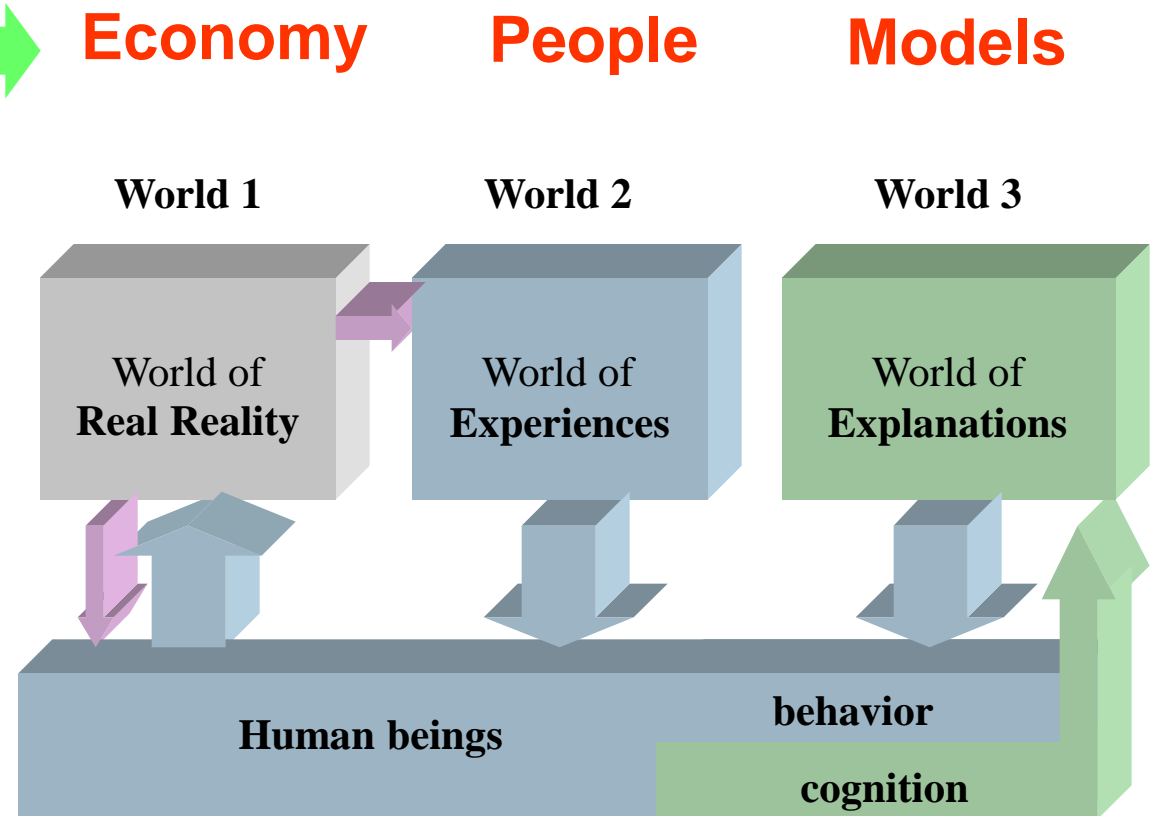 Economy People Models
World 1 World 2 World 3
World of
Real Reality
World of
Experiences
World of
Explanations
Human beings
behavior
cognition